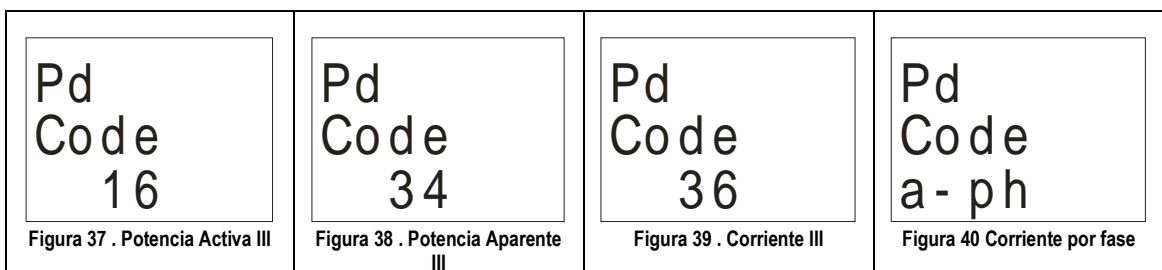 Pd
Code
16
Figura 37 . Potencia Activa III
Pd
Code
34
Figura 38 . Potencia Aparente
III
Pd
Code
36
Figura 39 . Corriente III
Pd
Code
a- ph
Figura 40 Corriente por fase